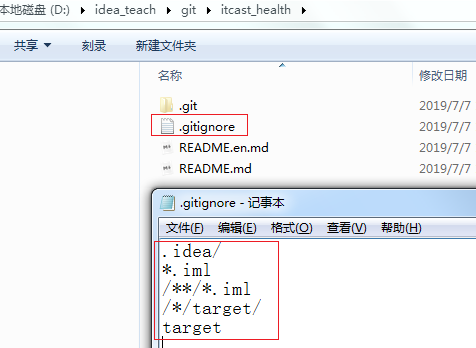 本地磁盘 (D:) ▸ idea_teach ▸ git ▸ itcast_health ▸
共享 ▼ 刻录 新建文件夹
名称 修改日期
.git 2019/7/7
.gitignore 2019/7/7
README.en.md 2019/7/7
README.md 2019/7/7
.gitignore - 记事本
文件(F) 编辑(E) 格式(O) 查看(V) 帮助(H)
.idea/
*.iml
/**/*.iml
/*/target/
target